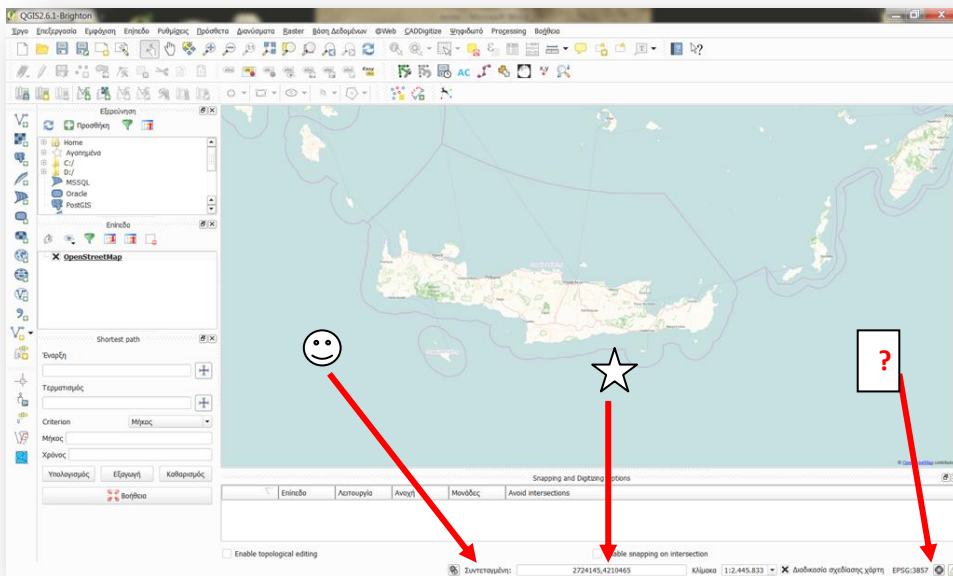 QGIS2.6.1-Brighton
Έργο Επεξεργασία Εμφάνιση Επίπεδο Ρυθμίσεις Πρόσθετα Διανύσματα Raster Βάση Δεδομένων @Web CADDigitize Ψηφιδωτό Processing Βοήθεια
AC
Εξερεύνηση
Προσθήκη
Home
Αγαπημένα
C:/
D:/
MSSQL
Oracle
PostGIS
Επίπεδα
X OpenStreetMap
Shortest path
Έναρξη
Τερματισμός
Criterion Μήκος
Μήκος
Χρόνος
Υπολογισμός Εξαγωγή Καθαρισμός
Βοήθεια
?
Snapping and Digitizing Options
Επίπεδο Λειτουργία Ανοχή Μονάδες Avoid intersections
Enable topological editing snapping on intersection
Συντεταγμένη: 2724145,4210465 Κλίμακα 1:2.445.833 X Διαδικασία σχεδίασης χάρτη EPSG:3857